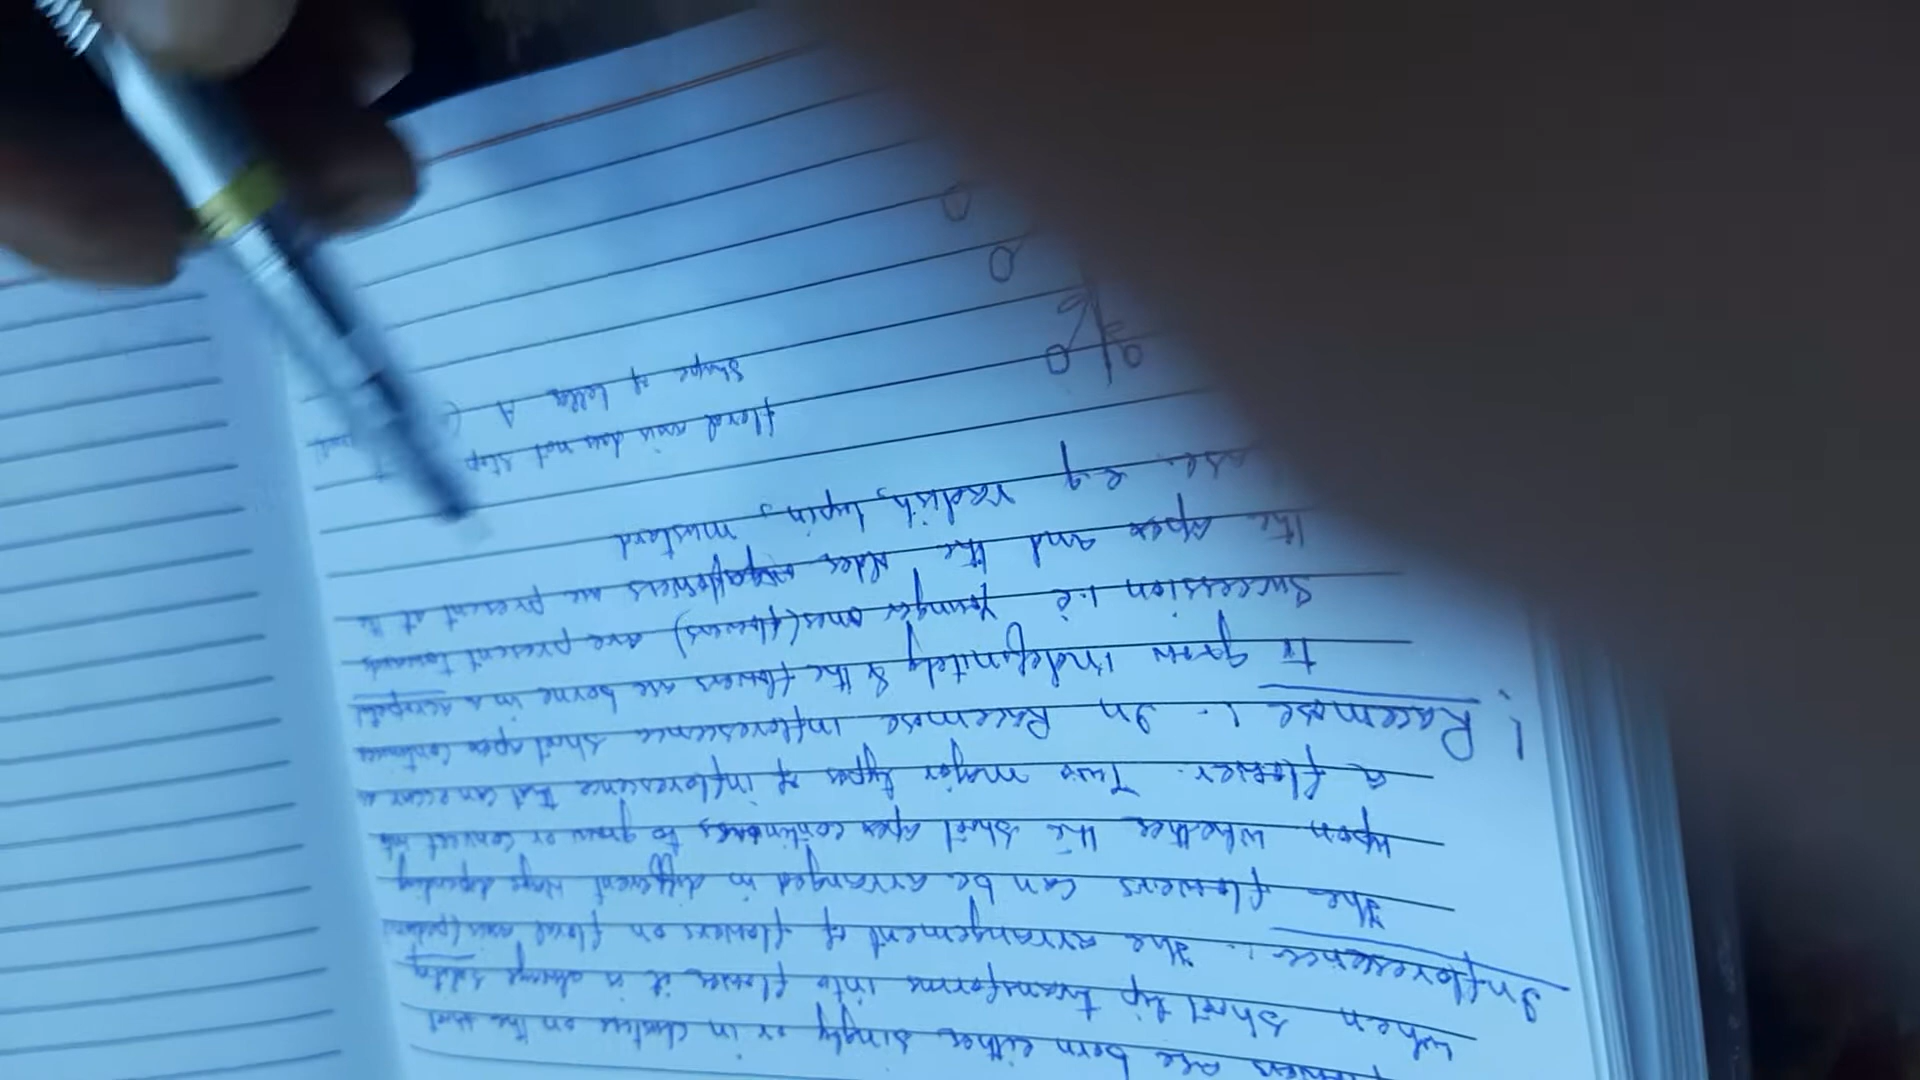 flowers are born either singly or in clusters on the shoot
When shoot tip transforms into flower it is always solitary
Inflorescence :- The arrangement of flowers on floral axis (peduncle
The flowers can be arranged in different ways depending
upon whether the shoot apex continues to grow or convert into
a flower. Two major types of inflorescence that can occur as
1 Racemose :- In Racemose inflorescence shoot apex continues
to grow indefinitely & the flowers are borne in a acropetal
Succession i.e younger ones (flowers) are present towards
the apex and the older flowers are present at the
base. e.g radish, lupin, mustard
floral axis does not stop
shape of letter A (